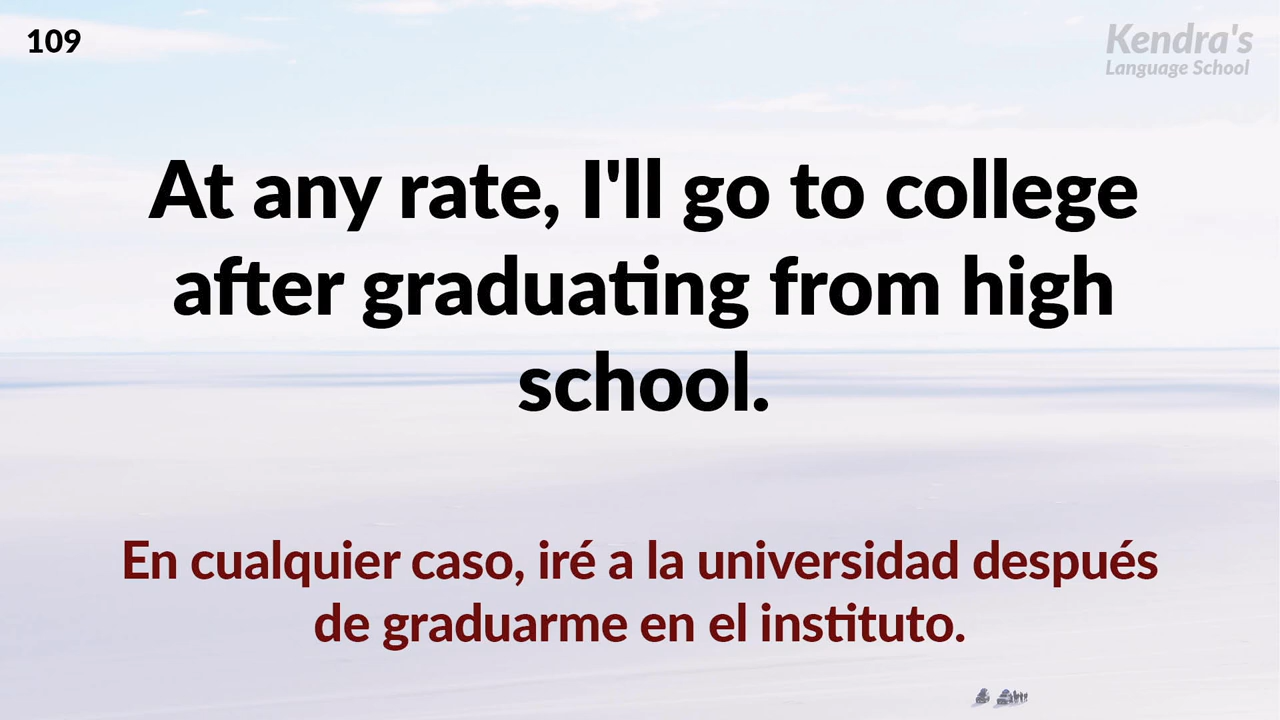 109
Kendra's
Language School
At any rate, I'll go to college
after graduating from high
school.
En cualquier caso, iré a la universidad después
de graduarme en el instituto.